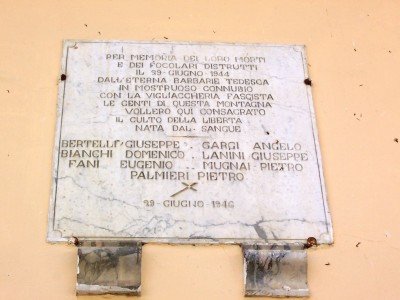 PER MEMORIA DEI LORO MORTI
E DEI FOCOLARI DISTRUTTI
IL 29 GIUGNO 1944
DALL'ETERNA BARBARIE TEDESCA
IN MOSTRUOSO CONNUBIO
CON LA VIGLIACCHERIA FASCISTA
LE GENTI DI QUESTA MONTAGNA
VOLLERO QUI CONSACRATO
IL CULTO DELLA LIBERTA
NATA DAL SANGUE
BERTELLI GIUSEPPE GARGI ANGELO
BIANCHI DOMENICO LANINI GIUSEPPE
FANI EUGENIO MUGNAI PIETRO
PALMIERI PIETRO
29 GIUGNO 1946